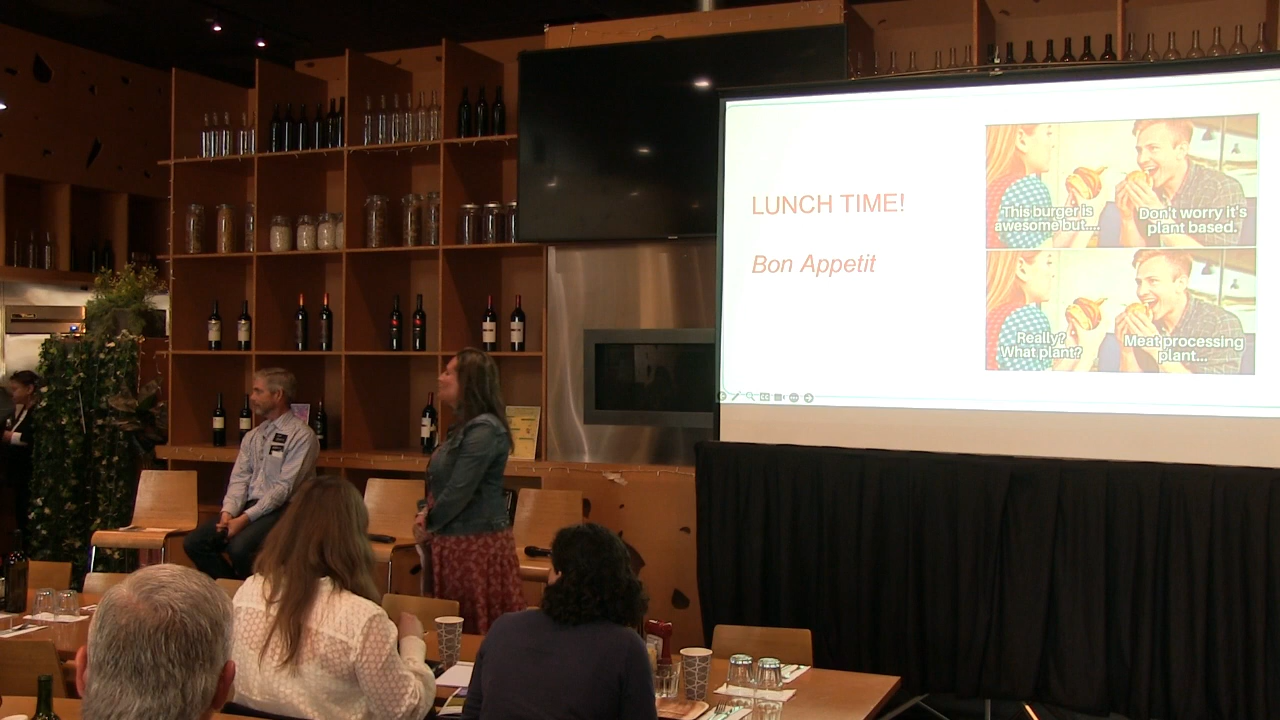 LUNCH TIME!
Bon Appetit
This burger is
awesome but....
Don't worry it's
plant based.
Really?
What plant?
Meat processing
plant...